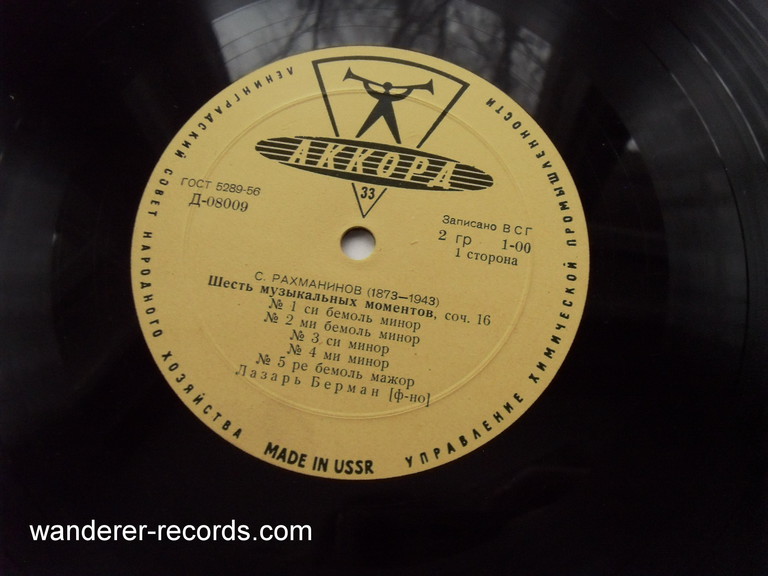 ЛЕНИНГРАДСКИЙ СОВЕТ НАРОДНОГО ХОЗЯЙСТВА
УПРАВЛЕНИЕ ХИМИЧЕСКОЙ ПРОМЫШЛЕННОСТИ
АККОРД
33
ГОСТ 5289-56
Д-08009
Записано ВСГ
2 гр 1-00
1 сторона
С. РАХМАНИНОВ (1873—1943)
Шесть музыкальных моментов, соч. 16
№ 1 си бемоль минор
№ 2 ми бемоль минор
№ 3 си минор
№ 4 ми минор
№ 5 ре бемоль мажор
Лазарь Берман [ф-но]
MADE IN USSR
wanderer-records.com